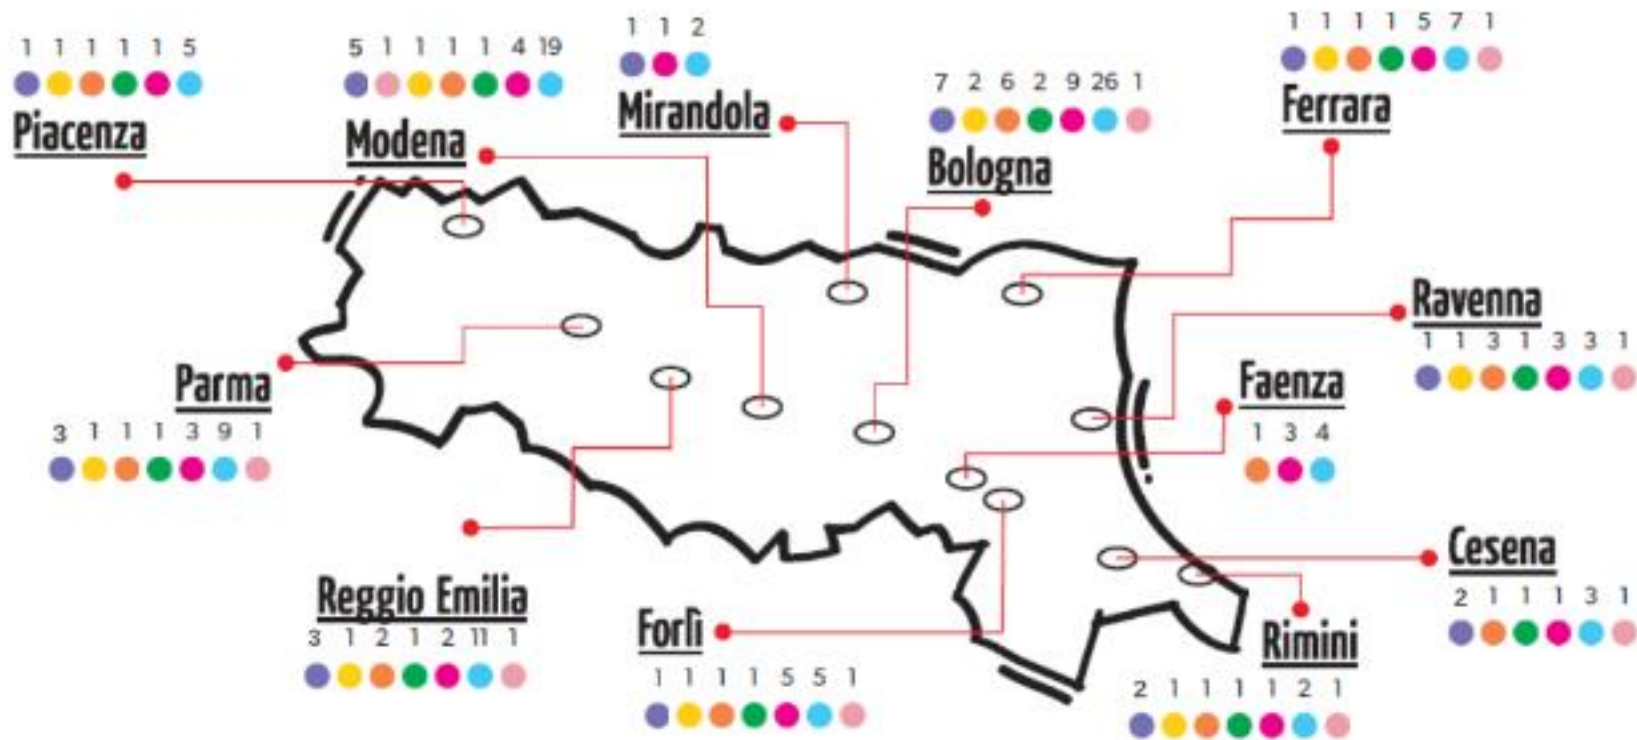 1 1 1 1 1 5
Piacenza
5 1 1 1 1 4 19
Modena
1 1 2
Mirandola
7 2 6 2 9 26 1
Bologna
1 1 1 1 5 7 1
Ferrara
Ravenna
1 1 3 1 3 3 1
Parma
3 1 1 1 3 9 1
Faenza
1 3 4
Cesena
2 1 1 1 3 1
Reggio Emilia
3 1 2 1 2 11 1
Forlì
1 1 1 1 5 5 1
Rimini
2 1 1 1 1 2 1